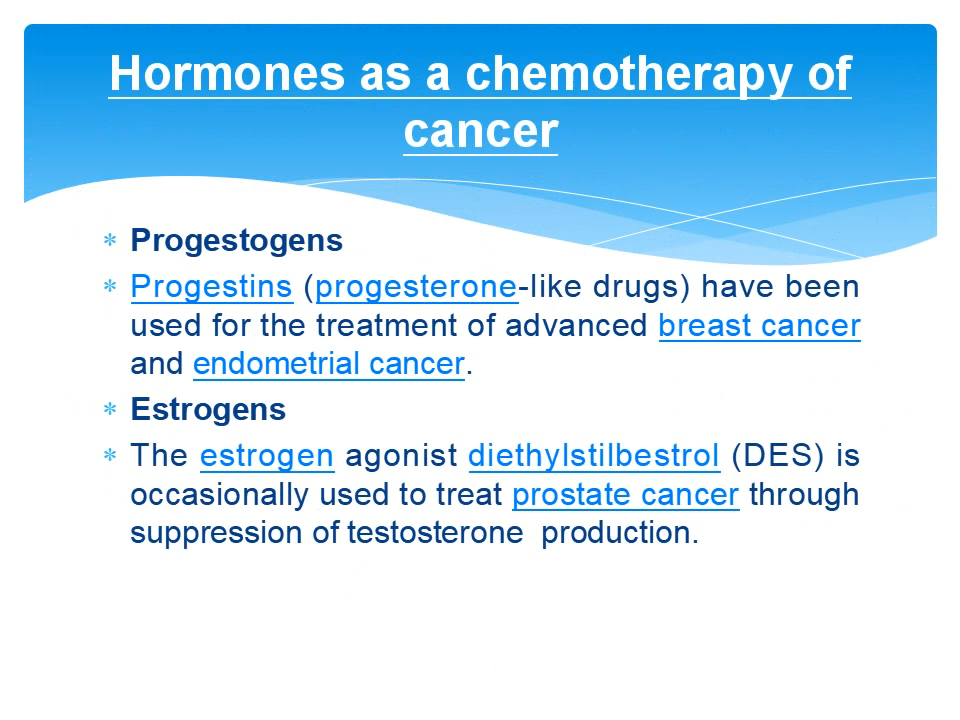 Hormones as a chemotherapy of
cancer
* Progestogens
* Progestins (progesterone-like drugs) have been
used for the treatment of advanced breast cancer
and endometrial cancer.
* Estrogens
* The estrogen agonist diethylstilbestrol (DES) is
occasionally used to treat prostate cancer through
suppression of testosterone  production.